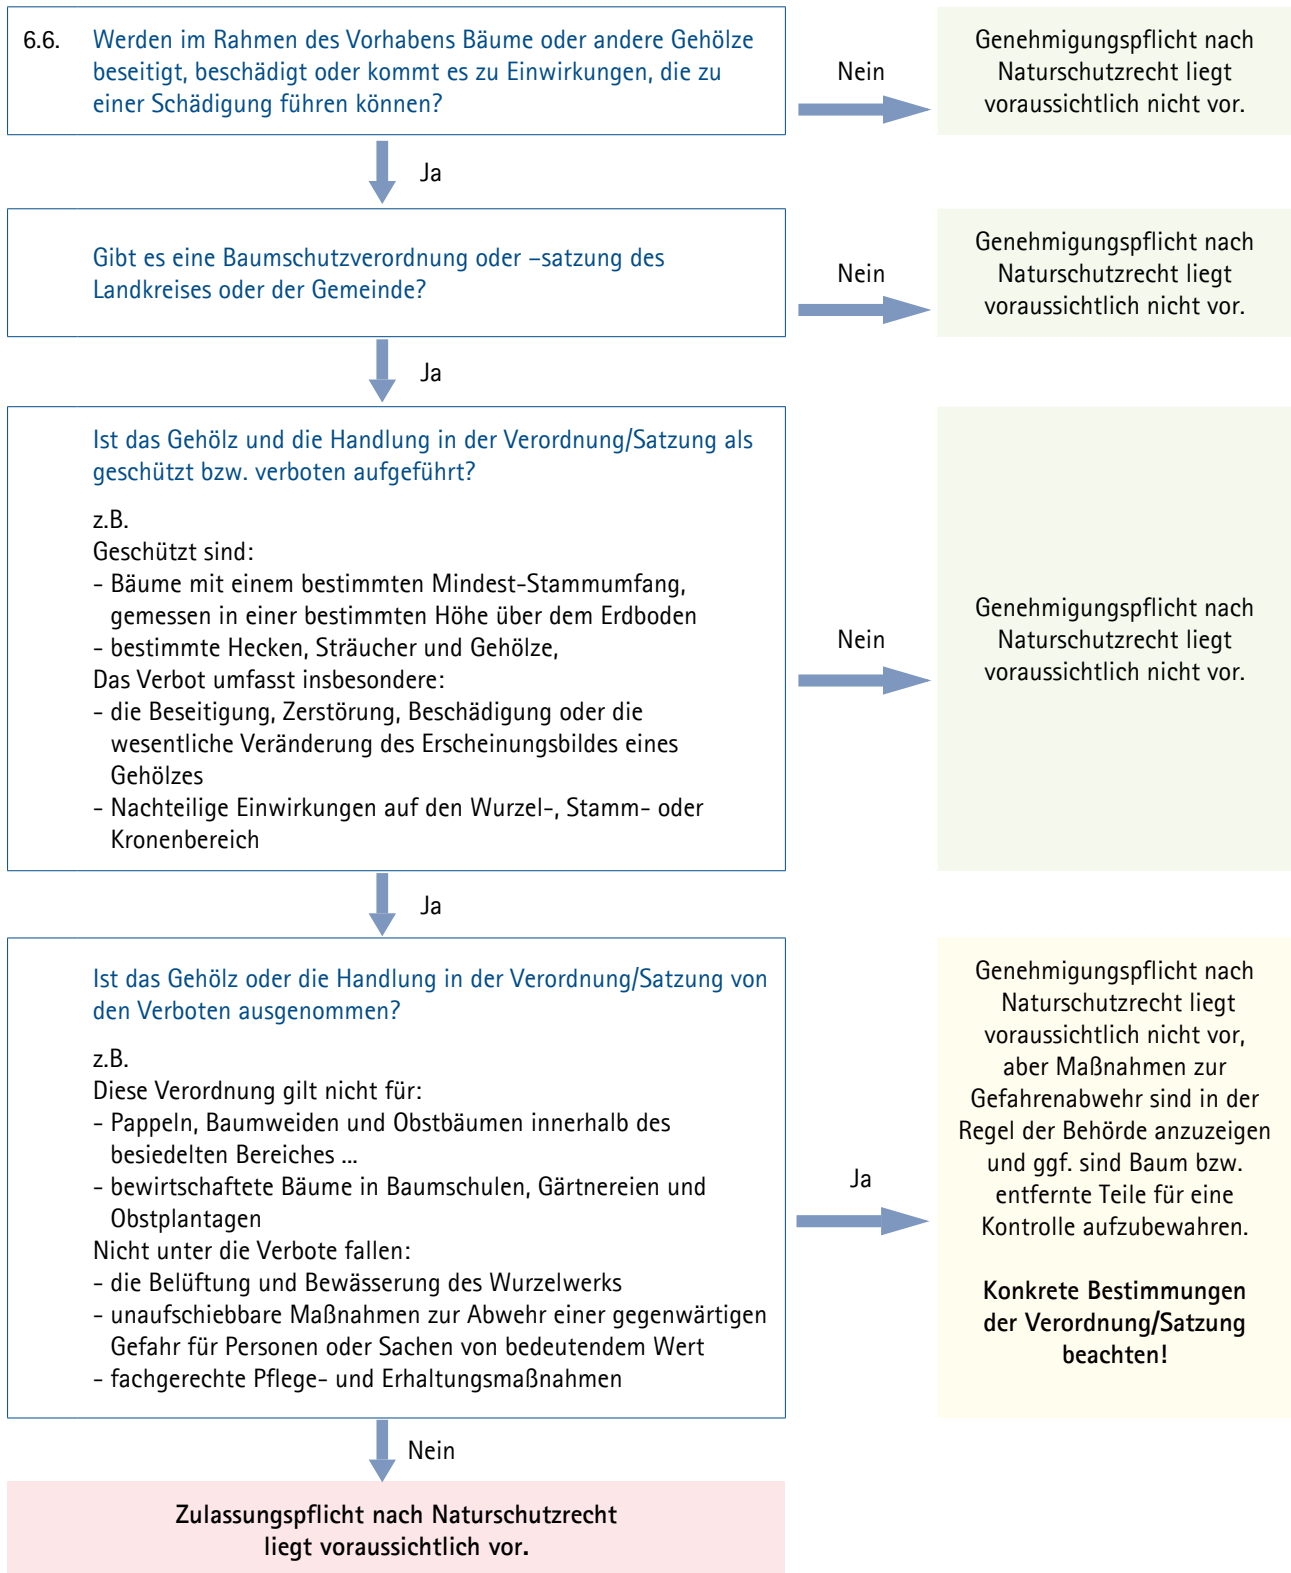 6.6. Werden im Rahmen des Vorhabens Bäume oder andere Gehölze
beseitigt, beschädigt oder kommt es zu Einwirkungen, die zu
einer Schädigung führen können?
Nein
Genehmigungspflicht nach
Naturschutzrecht liegt
voraussichtlich nicht vor.
Ja
Gibt es eine Baumschutzverordnung oder –satzung des
Landkreises oder der Gemeinde?
Nein
Genehmigungspflicht nach
Naturschutzrecht liegt
voraussichtlich nicht vor.
Ja
Ist das Gehölz und die Handlung in der Verordnung/Satzung als
geschützt bzw. verboten aufgeführt?
z.B.
Geschützt sind:
- Bäume mit einem bestimmten Mindest-Stammumfang,
gemessen in einer bestimmten Höhe über dem Erdboden
- bestimmte Hecken, Sträucher und Gehölze,
Das Verbot umfasst insbesondere:
- die Beseitigung, Zerstörung, Beschädigung oder die
wesentliche Veränderung des Erscheinungsbildes eines
Gehölzes
- Nachteilige Einwirkungen auf den Wurzel-, Stamm- oder
Kronenbereich
Nein
Genehmigungspflicht nach
Naturschutzrecht liegt
voraussichtlich nicht vor.
Ja
Ist das Gehölz oder die Handlung in der Verordnung/Satzung von
den Verboten ausgenommen?
z.B.
Diese Verordnung gilt nicht für:
- Pappeln, Baumweiden und Obstbäumen innerhalb des
besiedelten Bereiches ...
- bewirtschaftete Bäume in Baumschulen, Gärtnereien und
Obstplantagen
Nicht unter die Verbote fallen:
- die Belüftung und Bewässerung des Wurzelwerks
- unaufschiebbare Maßnahmen zur Abwehr einer gegenwärtigen
Gefahr für Personen oder Sachen von bedeutendem Wert
- fachgerechte Pflege- und Erhaltungsmaßnahmen
Ja
Genehmigungspflicht nach
Naturschutzrecht liegt
voraussichtlich nicht vor,
aber Maßnahmen zur
Gefahrenabwehr sind in der
Regel der Behörde anzuzeigen
und ggf. sind Baum bzw.
entfernte Teile für eine
Kontrolle aufzubewahren.
Konkrete Bestimmungen
der Verordnung/Satzung
beachten!
Nein
Zulassungspflicht nach Naturschutzrecht
liegt voraussichtlich vor.